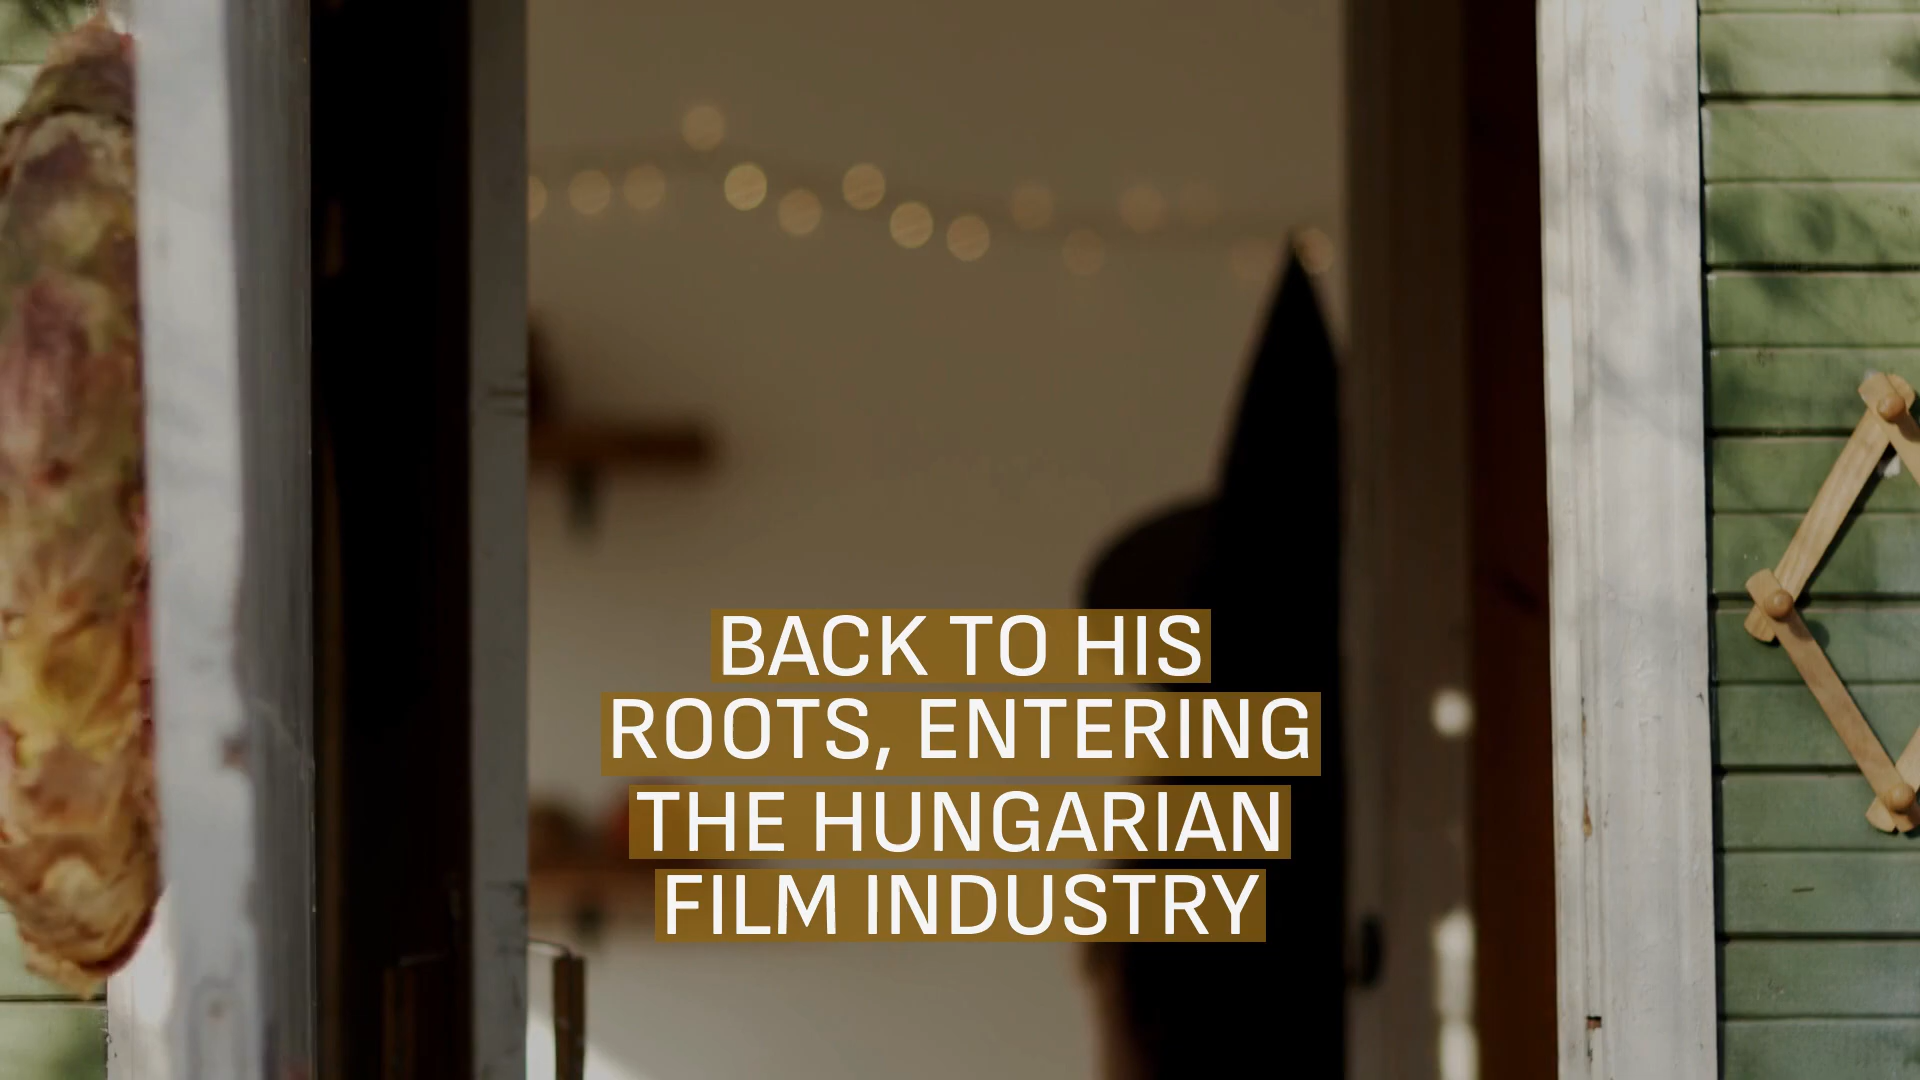 BACK TO HIS
ROOTS, ENTERING
THE HUNGARIAN
FILM INDUSTRY